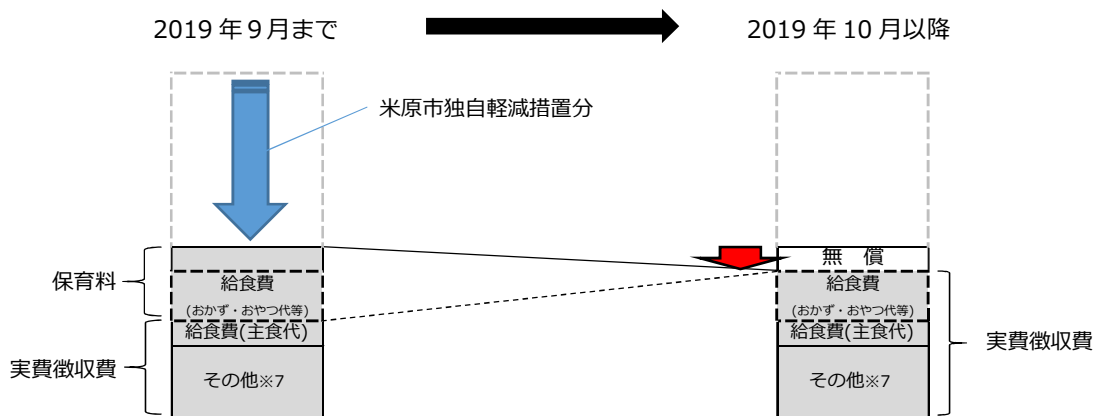 2019 年 9 月まで
2019 年 10 月以降
米原市独自軽減措置分
保育料
給食費
(おかず・おやつ代等)
給食費(主食代)
実費徴収費
その他※7
無 償
給食費
(おかず・おやつ代等)
給食費(主食代)
その他※7
実費徴収費